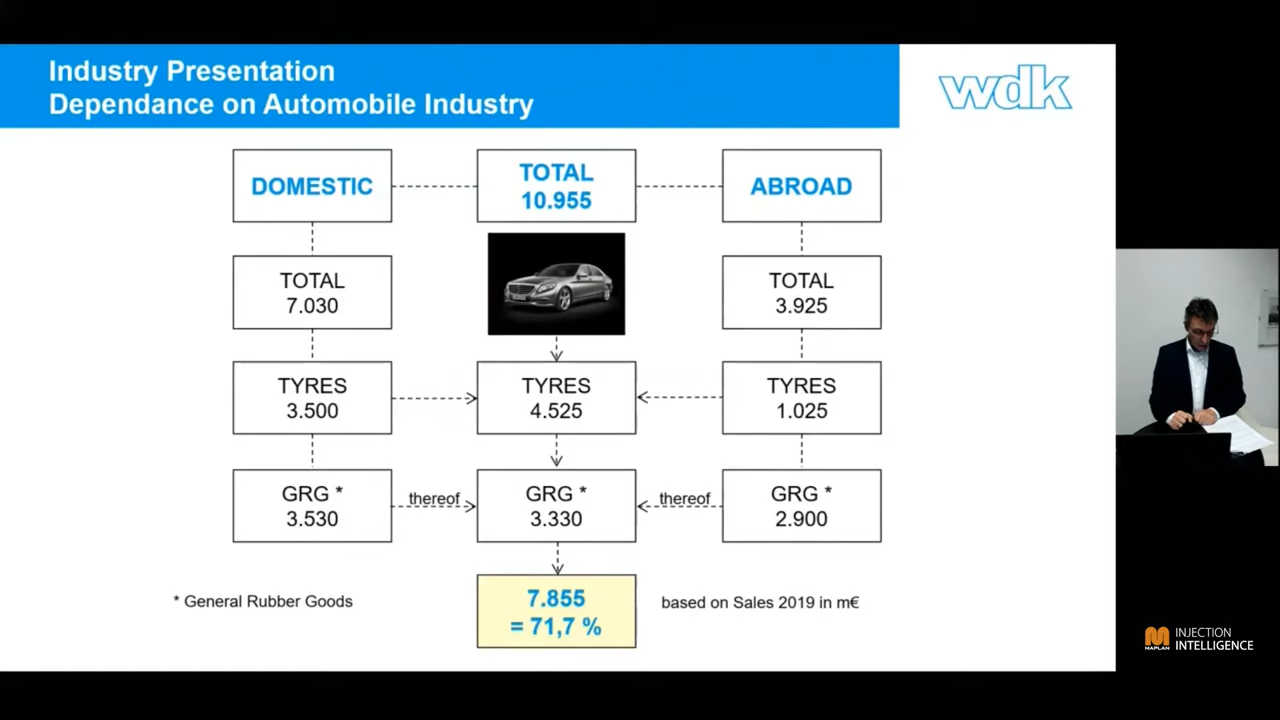 Industry Presentation
Dependance on Automobile Industry
wdk
DOMESTIC
TOTAL
10.955
ABROAD
TOTAL
7.030
TOTAL
3.925
TYRES
3.500
TYRES
4.525
TYRES
1.025
GRG *
3.530
thereof
GRG *
3.330
thereof
GRG *
2.900
* General Rubber Goods
7.855
= 71,7 %
based on Sales 2019 in m€
MAPLAN
INJECTION
INTELLIGENCE